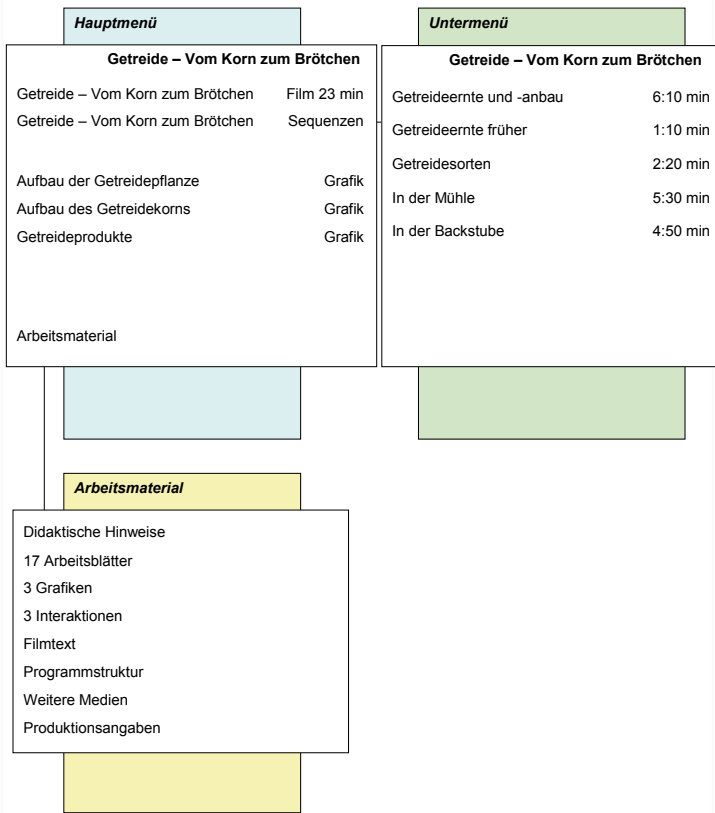 Hauptmenü
Getreide – Vom Korn zum Brötchen
Getreide – Vom Korn zum Brötchen Film 23 min
Getreide – Vom Korn zum Brötchen Sequenzen
Aufbau der Getreidepflanze Grafik
Aufbau des Getreidekorns Grafik
Getreideprodukte Grafik
Arbeitsmaterial
Untermenü
Getreide – Vom Korn zum Brötchen
Getreideernte und -anbau 6:10 min
Getreideernte früher 1:10 min
Getreidesorten 2:20 min
In der Mühle 5:30 min
In der Backstube 4:50 min
Arbeitsmaterial
Didaktische Hinweise
17 Arbeitsblätter
3 Grafiken
3 Interaktionen
Filmtext
Programmstruktur
Weitere Medien
Produktionsangaben